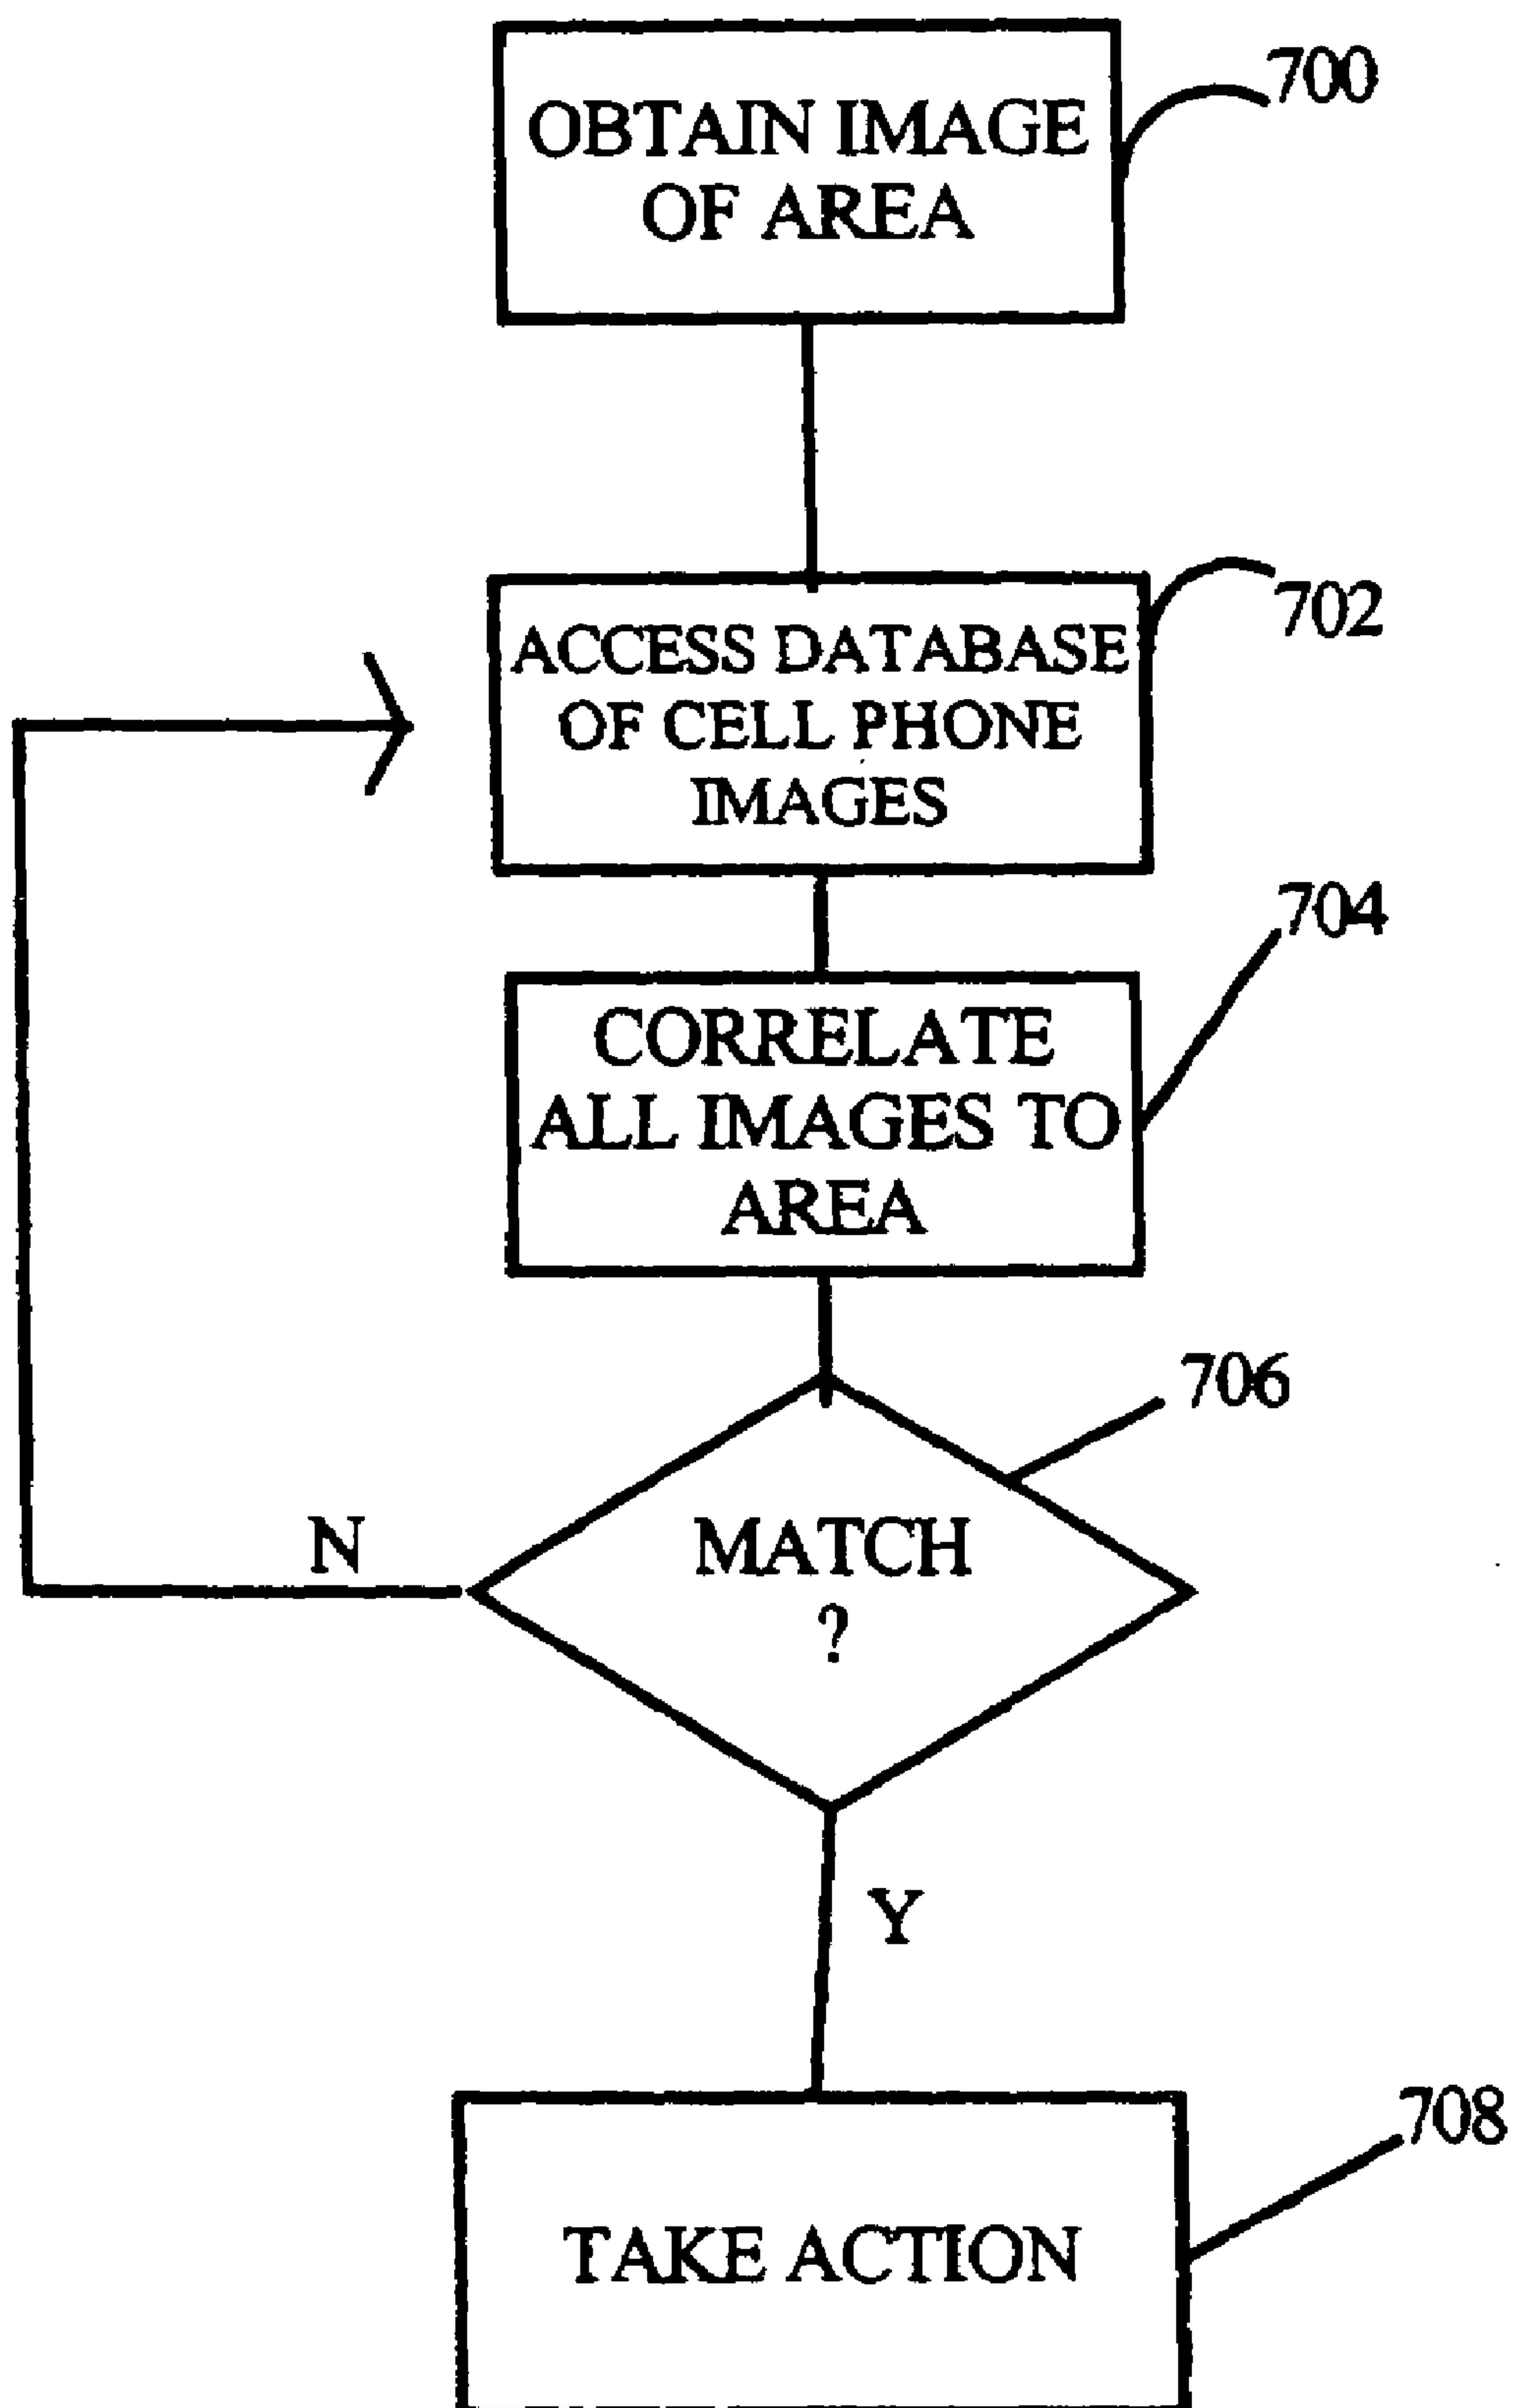 700
OBTAIN IMAGE
OF AREA
702
ACCESS DATABASE
OF CELL PHONE
IMAGES
704
CORRELATE
ALL IMAGES TO
AREA
706
MATCH
?
N
Y
708
TAKE ACTION